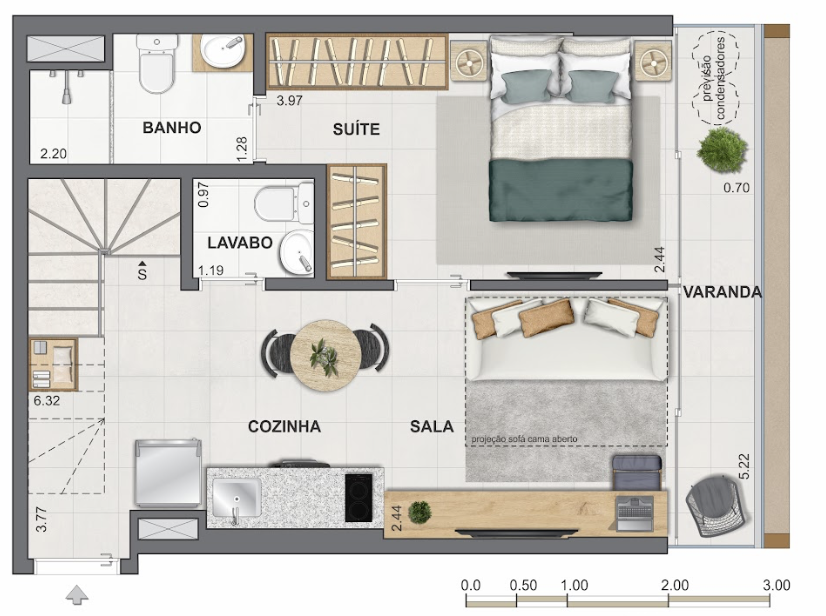 previsão
condensadores
3.97
2.20
BANHO
1.28
SUÍTE
0.97
0.70
LAVABO
1.19
S
2.44
VARANDA
6.32
COZINHA
SALA
projeção sofá cama aberto
5.22
3.77
2.44
0.0 0.50 1.00 2.00 3.00